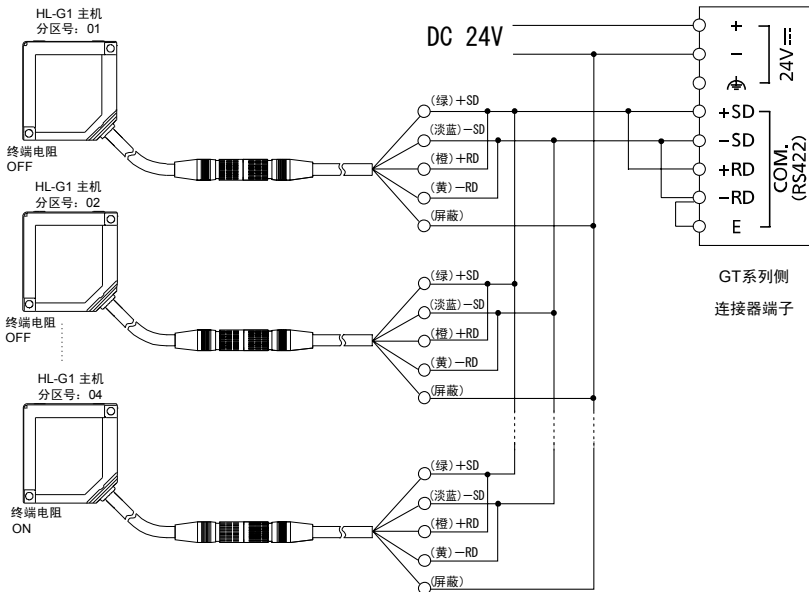 HL-G1 主机
分区号: 01
终端电阻
OFF
(绿)+SD
(淡蓝)-SD
(橙)+RD
(黄)-RD
(屏蔽)
HL-G1 主机
分区号: 02
终端电阻
OFF
(绿)+SD
(淡蓝)-SD
(橙)+RD
(黄)-RD
(屏蔽)
HL-G1 主机
分区号: 04
终端电阻
ON
(绿)+SD
(淡蓝)-SD
(橙)+RD
(黄)-RD
(屏蔽)
DC 24V
+
-
24V
+SD
-SD
+RD
-RD
E
COM.
(RS422)
GT系列侧
连接器端子